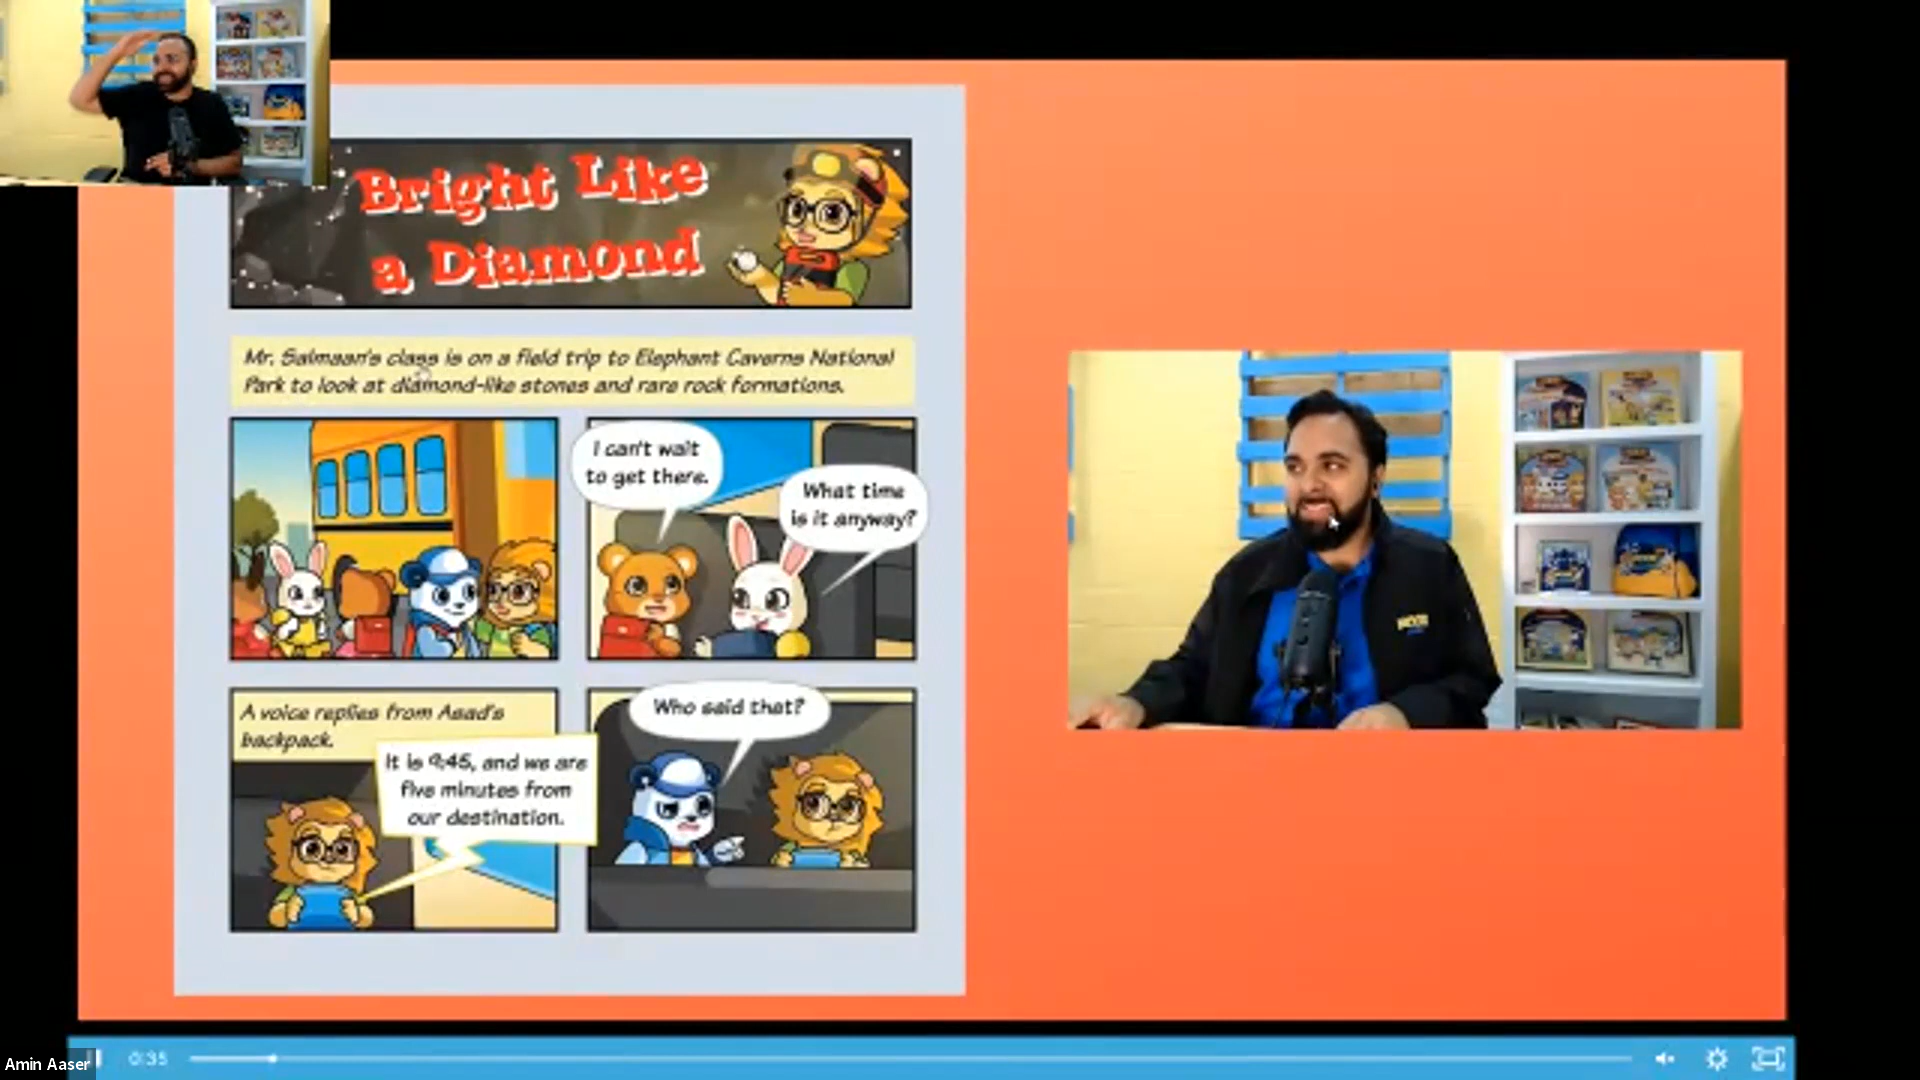 Bright Like
a Diamond
Mr. Salmaan's class is on a field trip to Elephant Caverns National
Park to look at diamond-like stones and rare rock formations.
I can't wait
to get there.
What time
is it anyway?
A voice replies from Asad's
backpack.
It is 9:45, and we are
five minutes from
our destination.
Who said that?
0:35
Amin Aaser